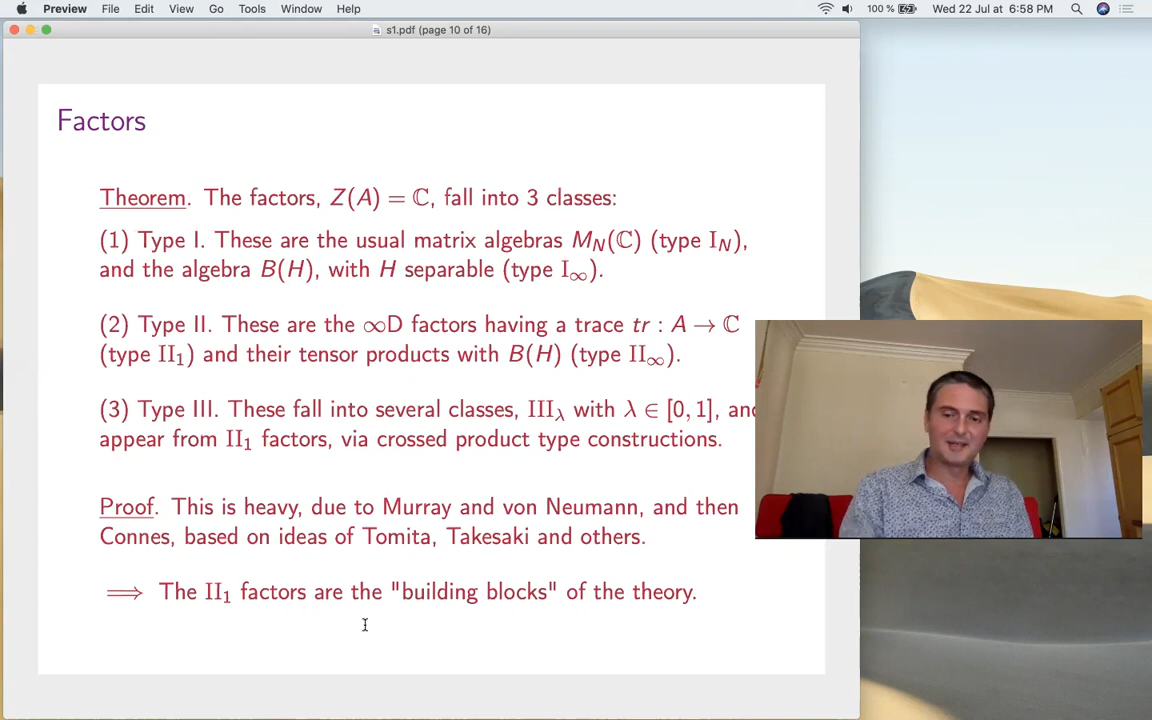 Preview File Edit View Go Tools Window Help 100 % Wed 22 Jul at 6:58 PM
s1.pdf (page 10 of 16)
Factors
Theorem. The factors, Z(A) = ℂ, fall into 3 classes:
(1) Type I. These are the usual matrix algebras M_N(ℂ) (type I_N),
and the algebra B(H), with H separable (type I_∞).
(2) Type II. These are the ∞D factors having a trace tr : A → ℂ
(type II₁) and their tensor products with B(H) (type II_∞).
(3) Type III. These fall into several classes, III_λ with λ ∈ [0, 1], and
appear from II₁ factors, via crossed product type constructions.
Proof. This is heavy, due to Murray and von Neumann, and then
Connes, based on ideas of Tomita, Takesaki and others.
⟹ The II₁ factors are the "building blocks" of the theory.